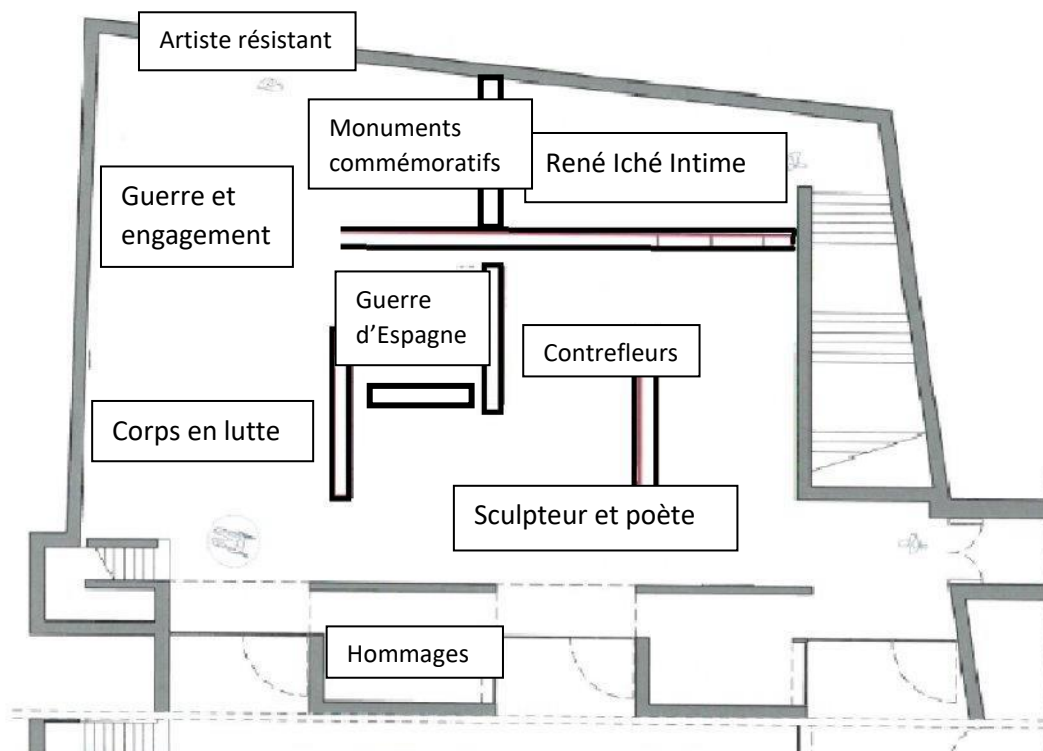 Artiste résistant
Monuments
commémoratifs
René Iché Intime
Guerre et
engagement
Guerre
d’Espagne
Contrefleurs
Corps en lutte
Sculpteur et poète
Hommages